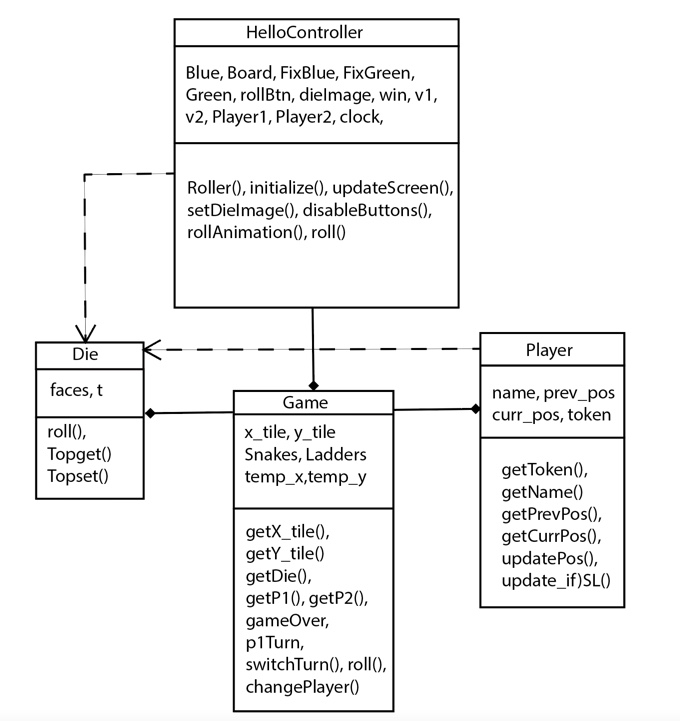 HelloController
Blue, Board, FixBlue, FixGreen,
Green, rollBtn, dieImage, win, v1,
v2, Player1, Player2, clock,
Roller(), initialize(), updateScreen(),
setDieImage(), disableButtons(),
rollAnimation(), roll()
Die
faces, t
roll(),
Topget()
Topset()
Game
x_tile, y_tile
Snakes, Ladders
temp_x,temp_y
getX_tile(),
getY_tile()
getDie(),
getP1(), getP2(),
gameOver,
p1Turn,
switchTurn(), roll(),
changePlayer()
Player
name, prev_pos
curr_pos, token
getToken(),
getName()
getPrevPos(),
getCurrPos(),
updatePos(),
update_if)SL()